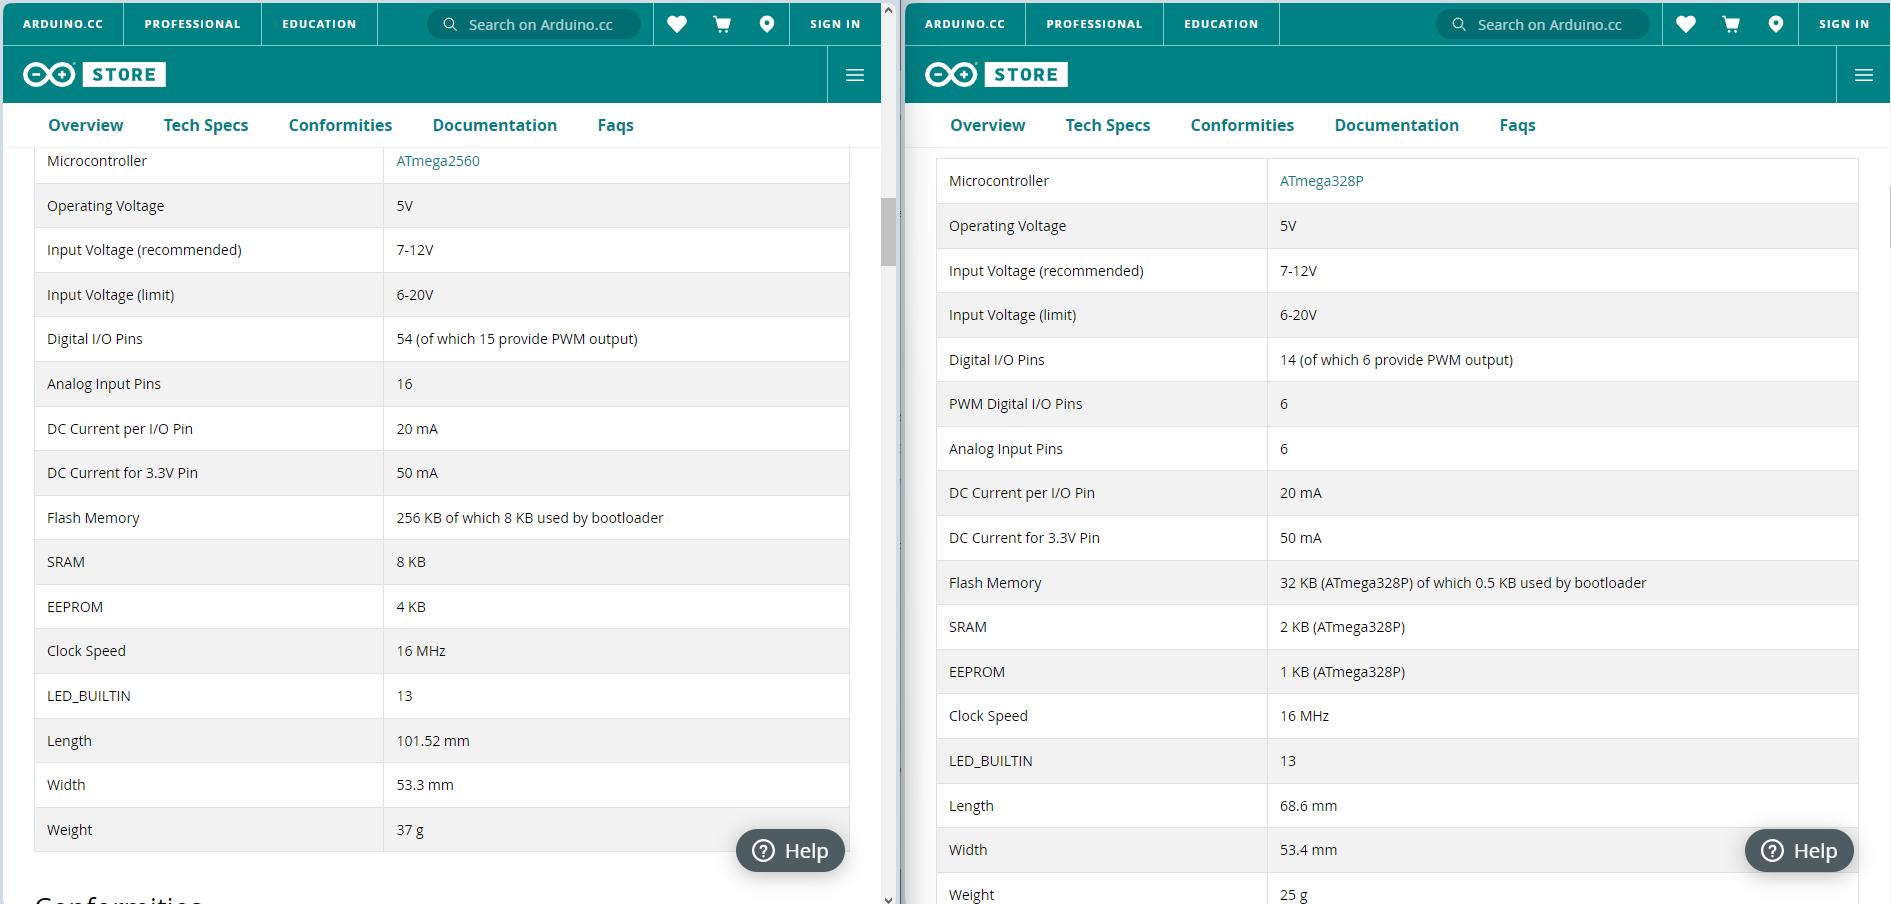 ARDUINO.CC PROFESSIONAL EDUCATION Search on Arduino.cc SIGN IN
STORE
Overview Tech Specs Conformities Documentation Faqs
Microcontroller ATmega2560
Operating Voltage 5V
Input Voltage (recommended) 7-12V
Input Voltage (limit) 6-20V
Digital I/O Pins 54 (of which 15 provide PWM output)
Analog Input Pins 16
DC Current per I/O Pin 20 mA
DC Current for 3.3V Pin 50 mA
Flash Memory 256 KB of which 8 KB used by bootloader
SRAM 8 KB
EEPROM 4 KB
Clock Speed 16 MHz
LED_BUILTIN 13
Length 101.52 mm
Width 53.3 mm
Weight 37 g
Help
Conformities
ARDUINO.CC PROFESSIONAL EDUCATION Search on Arduino.cc SIGN IN
STORE
Overview Tech Specs Conformities Documentation Faqs
Microcontroller ATmega328P
Operating Voltage 5V
Input Voltage (recommended) 7-12V
Input Voltage (limit) 6-20V
Digital I/O Pins 14 (of which 6 provide PWM output)
PWM Digital I/O Pins 6
Analog Input Pins 6
DC Current per I/O Pin 20 mA
DC Current for 3.3V Pin 50 mA
Flash Memory 32 KB (ATmega328P) of which 0.5 KB used by bootloader
SRAM 2 KB (ATmega328P)
EEPROM 1 KB (ATmega328P)
Clock Speed 16 MHz
LED_BUILTIN 13
Length 68.6 mm
Width 53.4 mm
Help
Weight 25 g